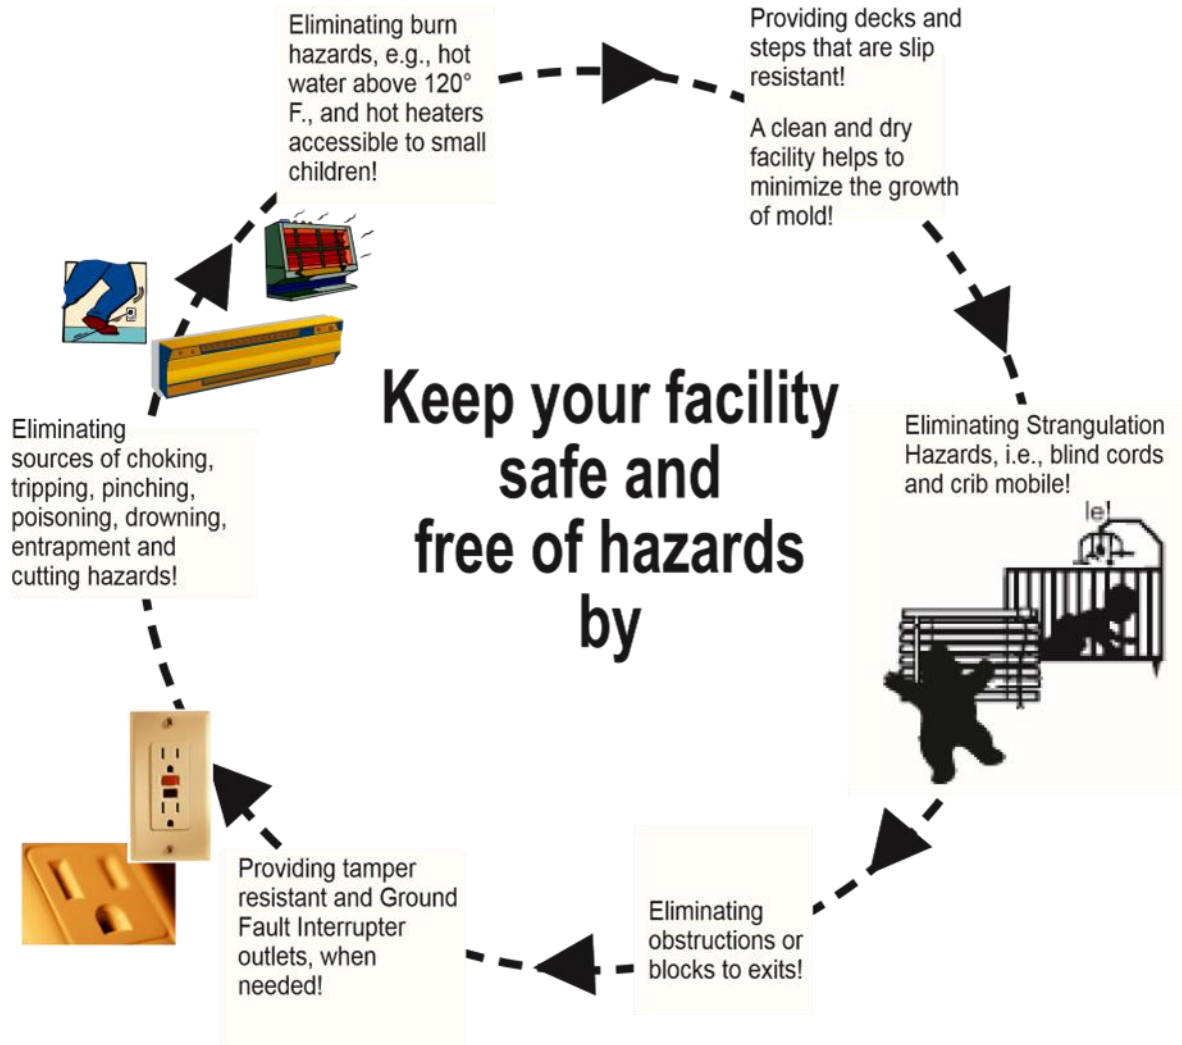 Eliminating burn
hazards, e.g., hot
water above 120°
F., and hot heaters
accessible to small
children!
Providing decks and
steps that are slip
resistant!
A clean and dry
facility helps to
minimize the growth
of mold!
Keep your facility
safe and
free of hazards
by
Eliminating Strangulation
Hazards, i.e., blind cords
and crib mobile!
le!
Eliminating
obstructions or
blocks to exits!
Providing tamper
resistant and Ground
Fault Interrupter
outlets, when
needed!
Eliminating
sources of choking,
tripping, pinching,
poisoning, drowning,
entrapment and
cutting hazards!